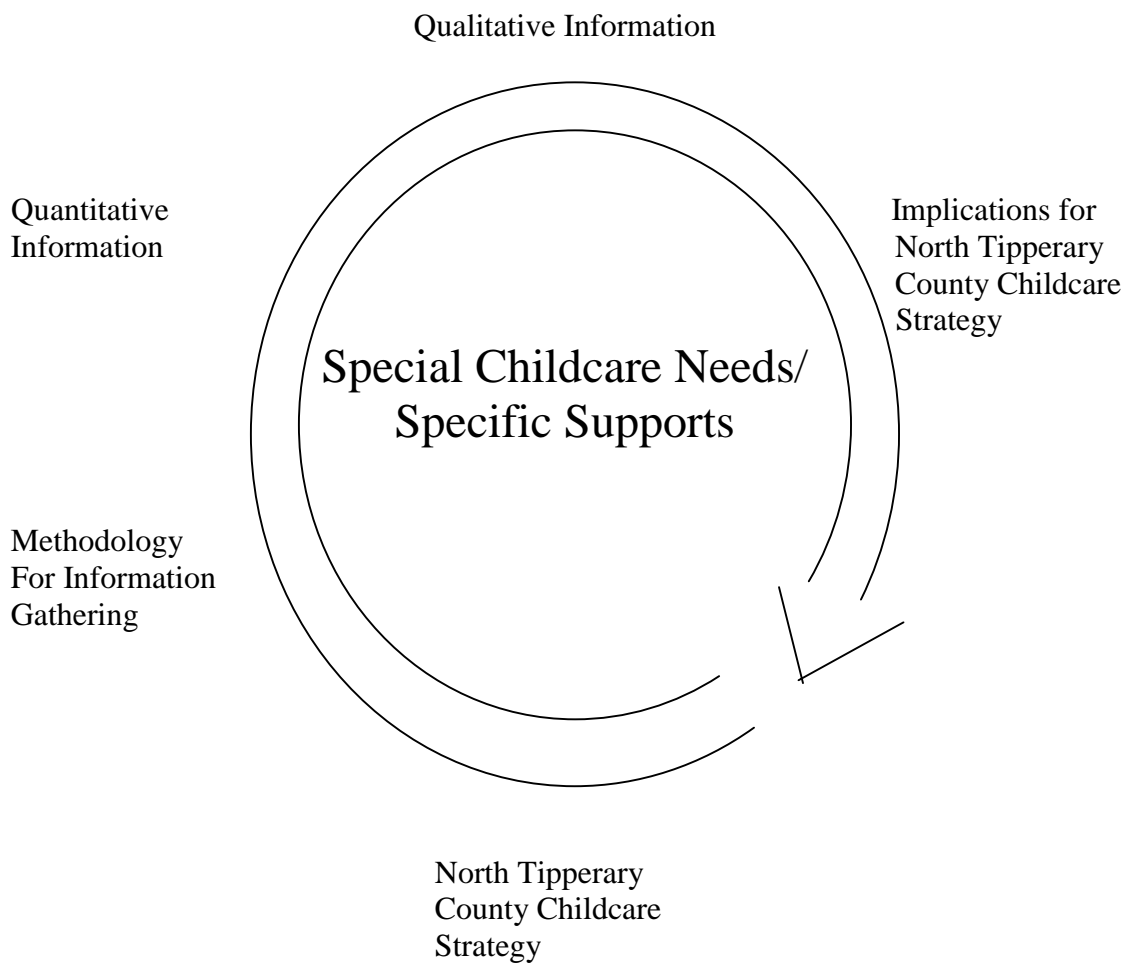 Qualitative Information
Quantitative
Information
Implications for
North Tipperary
County Childcare
Strategy
Special Childcare Needs/
Specific Supports
Methodology
For Information
Gathering
North Tipperary
County Childcare
Strategy